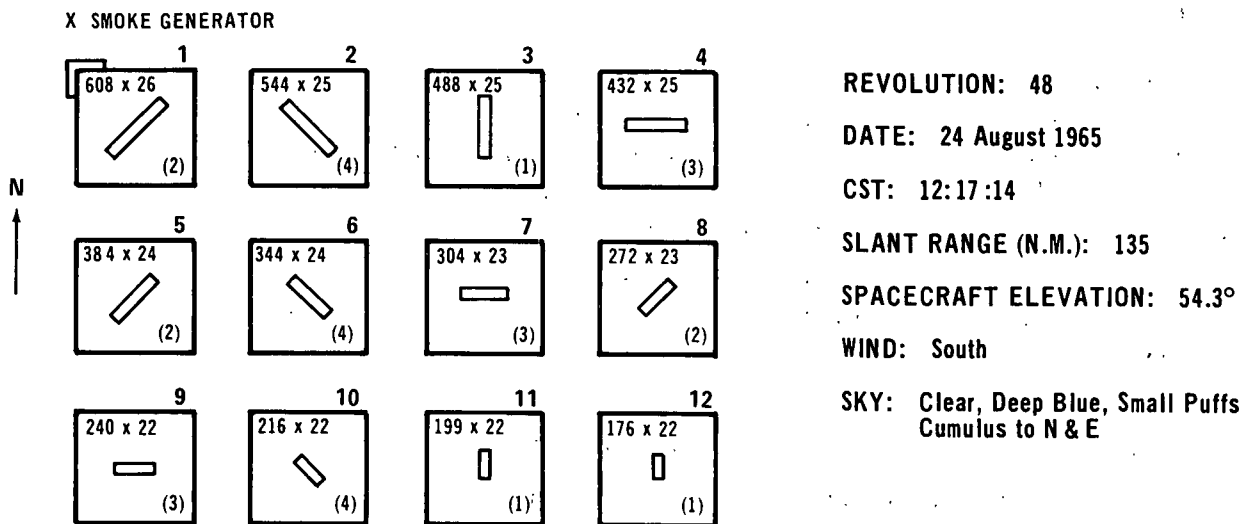 X SMOKE GENERATOR
1 2 3 4
608 x 26 544 x 25 488 x 25 432 x 25
(2) (4) (1) (3)
N
5 6 7 8
384 x 24 344 x 24 304 x 23 272 x 23
(2) (4) (3) (2)
9 10 11 12
240 x 22 216 x 22 199 x 22 176 x 22
(3) (4) (1) (1)
REVOLUTION: 48
DATE: 24 August 1965
CST: 12:17:14
SLANT RANGE (N.M.): 135
SPACECRAFT ELEVATION: 54.3°
WIND: South
SKY: Clear, Deep Blue, Small Puffs
Cumulus to N & E